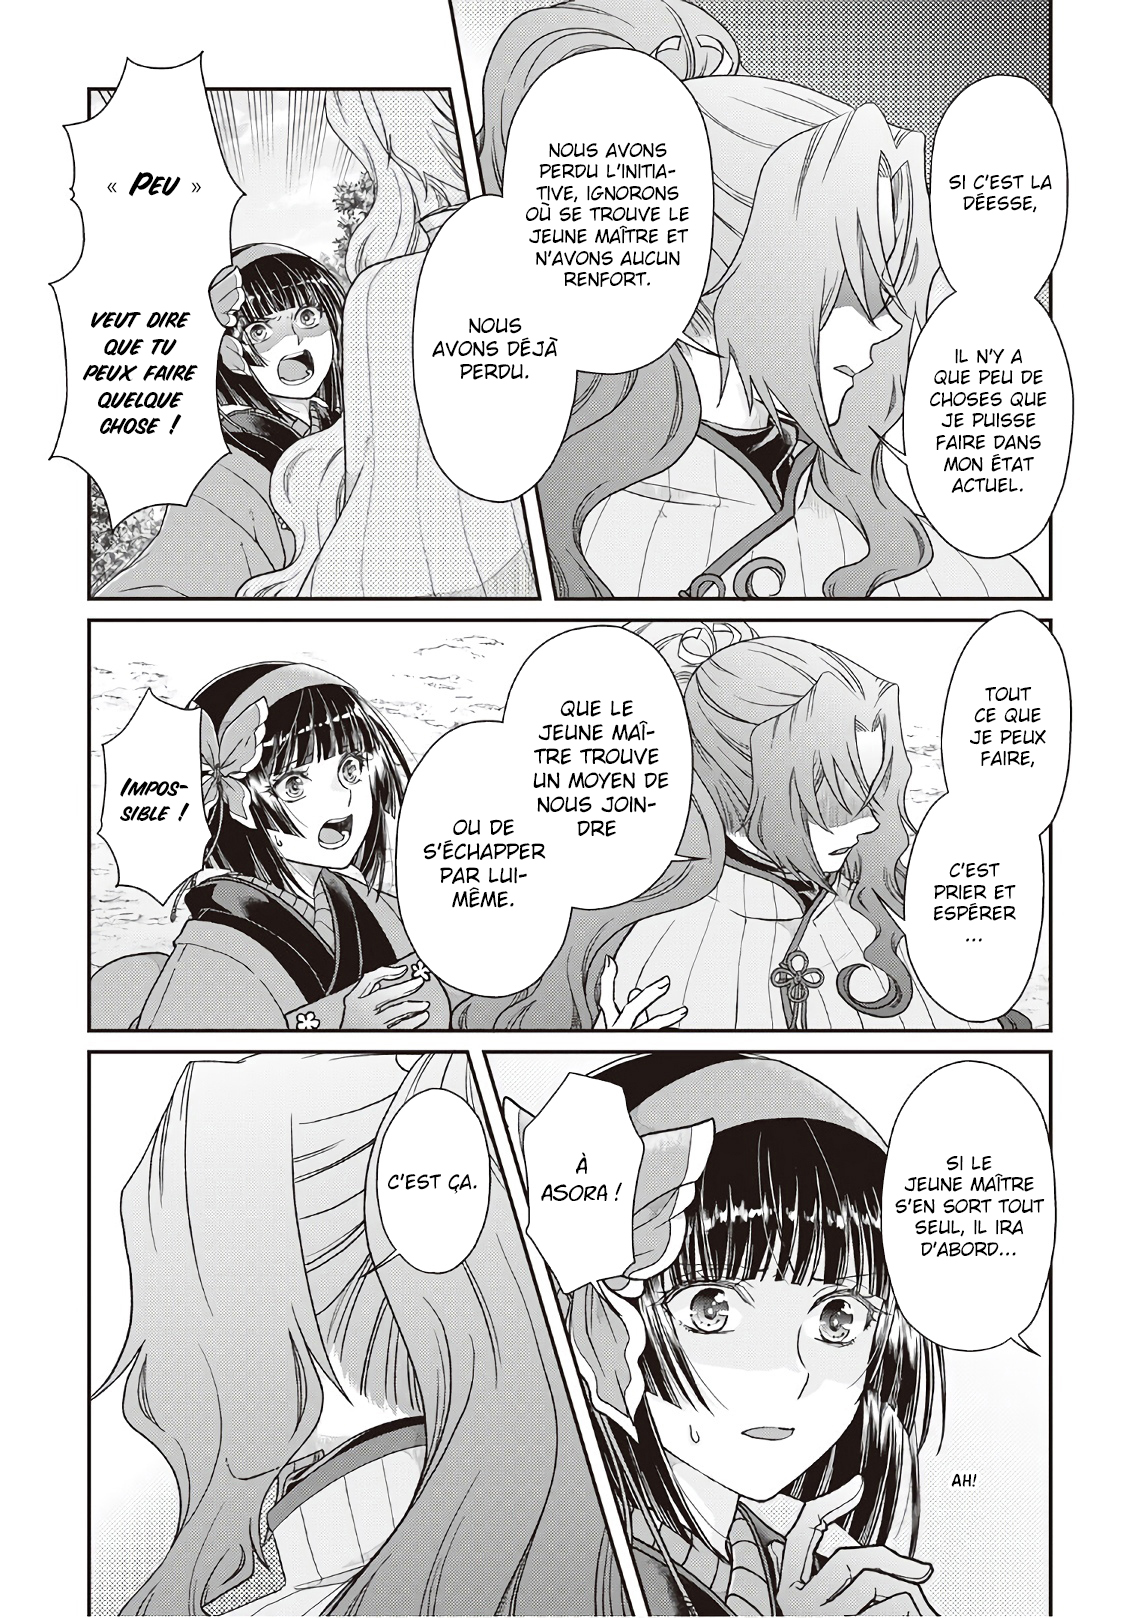 SI C'EST LA
DÉESSE,
IL N'Y A
QUE PEU DE
CHOSES QUE
JE PUISSE
FAIRE DANS
MON ÉTAT
ACTUEL.
NOUS AVONS
PERDU L'INITIA-
TIVE, IGNORONS
OÙ SE TROUVE LE
JEUNE MAÎTRE ET
N'AVONS AUCUN
RENFORT.
NOUS
AVONS DÉJÀ
PERDU.
« PEU »
VEUT DIRE
QUE TU
PEUX FAIRE
QUELQUE
CHOSE !
TOUT
CE QUE
JE PEUX
FAIRE,
C'EST
PRIER ET
ESPÉRER
...
QUE LE
JEUNE MAÎ-
TRE TROUVE
UN MOYEN DE
NOUS JOIN-
DRE
OU DE
S'ÉCHAPPER
PAR LUI-
MÊME.
IMPOS-
SIBLE !
SI LE
JEUNE MAÎTRE
S'EN SORT TOUT
SEUL, IL IRA
D'ABORD...
AH!
À
ASORA !
C'EST ÇA.